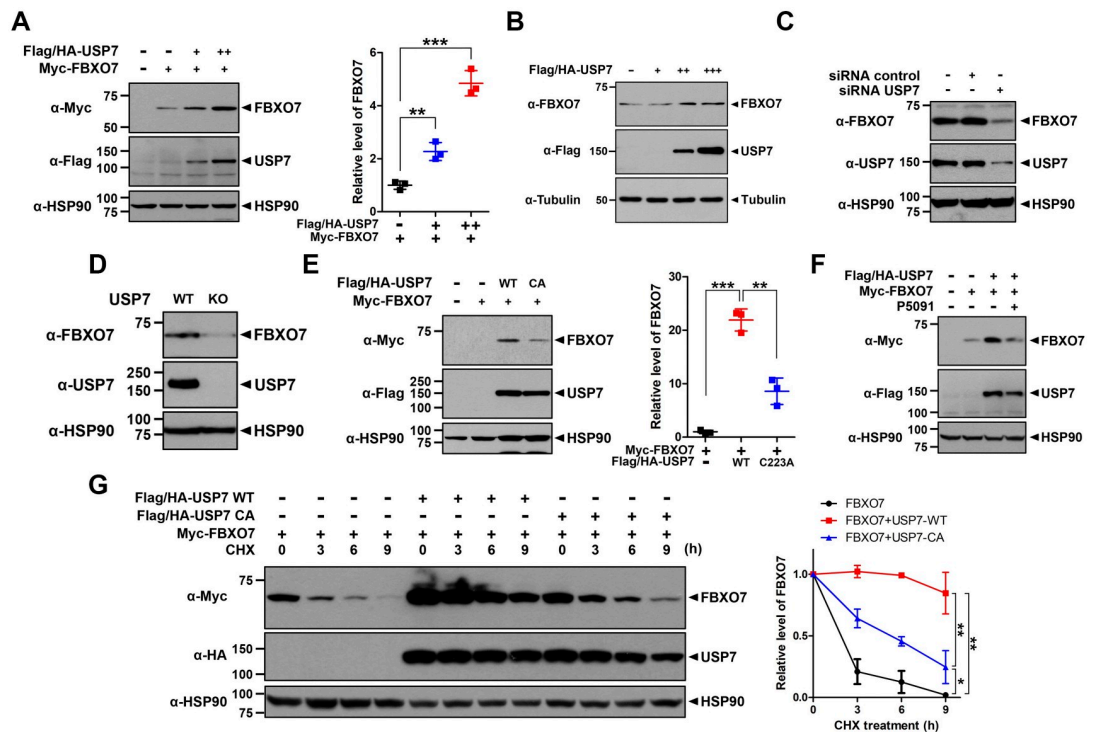 A
Flag/HA-USP7 - - + ++
Myc-FBXO7 - + + +
75
α-Myc FBXO7
50
150
α-Flag USP7
100
100
α-HSP90 HSP90
75
Relative level of FBXO7
6
4
2
0
***
**
Flag/HA-USP7 - + ++
Myc-FBXO7 + + +
B
Flag/HA-USP7 - + ++ +++
75
α-FBXO7 FBXO7
α-Flag 150 USP7
α-Tubulin 50 Tubulin
C
siRNA control - + -
siRNA USP7 - - +
75
α-FBXO7 FBXO7
α-USP7 150 USP7
100
α-HSP90 HSP90
75
D
USP7 WT KO
75
α-FBXO7 FBXO7
250
α-USP7 150 USP7
100
100
α-HSP90 HSP90
75
E
Flag/HA-USP7 - - WT CA
Myc-FBXO7 - + + +
75
α-Myc FBXO7
250
α-Flag 150 USP7
100
100
α-HSP90 HSP90
75
Relative level of FBXO7
30
20
10
0
*** **
Myc-FBXO7 + + +
Flag/HA-USP7 - WT C223A
F
Flag/HA-USP7 - - + +
Myc-FBXO7 - + + +
P5091 - - - +
75
α-Myc FBXO7
α-Flag 150 USP7
100
100
α-HSP90 HSP90
75
G
Flag/HA-USP7 WT - - - - + + + + - - - -
Flag/HA-USP7 CA - - - - - - - - + + + +
Myc-FBXO7 + + + + + + + + + + + +
CHX 0 3 6 9 0 3 6 9 0 3 6 9 (h)
75
α-Myc FBXO7
150
α-HA USP7
100
100
α-HSP90 HSP90
75
FBXO7
FBXO7+USP7-WT
FBXO7+USP7-CA
Relative level of FBXO7
1.0
0.5
0.0
**
**
*
0 3 6 9
CHX treatment (h)